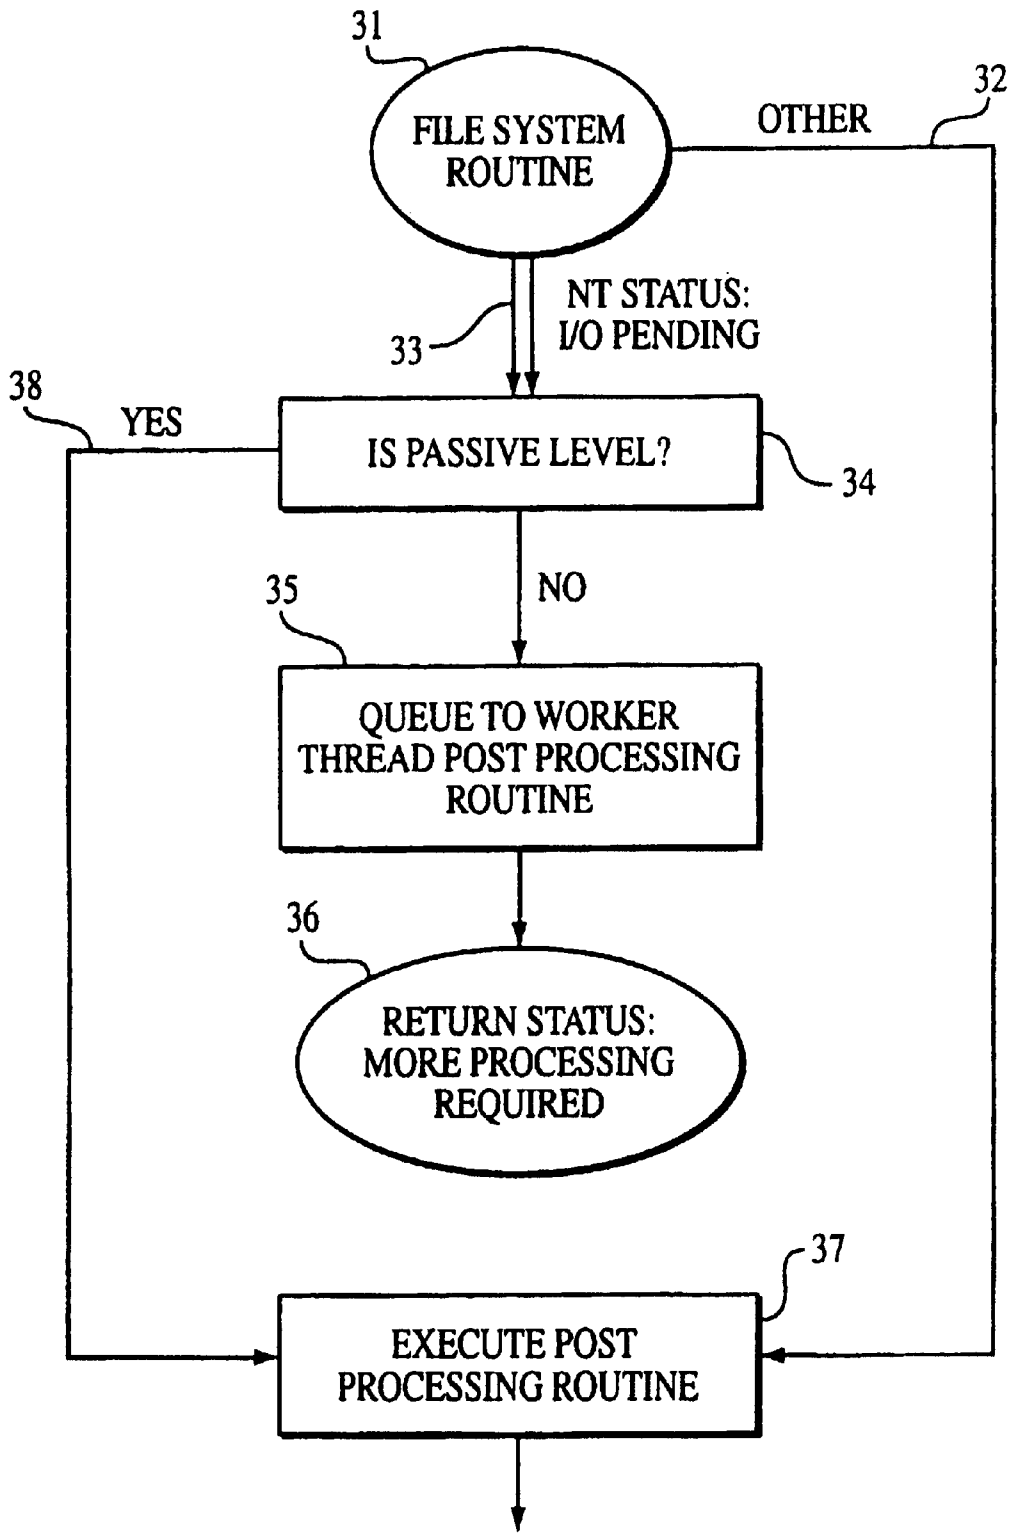 31
FILE SYSTEM
ROUTINE
OTHER
32
33
NT STATUS:
I/O PENDING
38
YES
IS PASSIVE LEVEL?
34
NO
35
QUEUE TO WORKER
THREAD POST PROCESSING
ROUTINE
36
RETURN STATUS:
MORE PROCESSING
REQUIRED
37
EXECUTE POST
PROCESSING ROUTINE